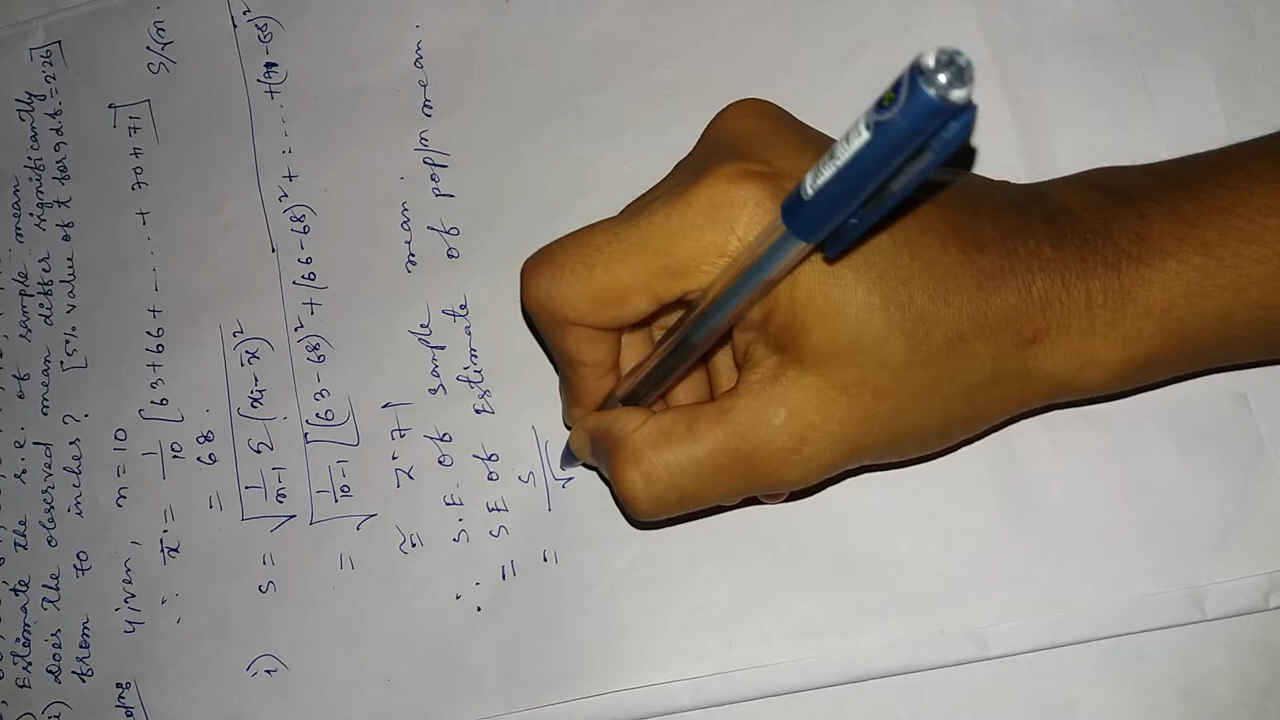 i) Estimate the s.e. of sample mean
ii) Does the observed mean differ significantly
from 70 inches? [5% value of t for 9 d.f. = 2.26]
Given, n = 10
∴ x̄ = 1/10 [63+66+ ..... + 70+71] S/√n.
= 68.
i) s = √(1/(n-1) Σ(xi - x̄)²)
= √(1/(10-1) [(63-68)² + (66-68)² + ..... + (71-68)²
≅ 2.71
∴ S.E. of sample mean.
= SE of Estimate of pop/n mean.
= S/√